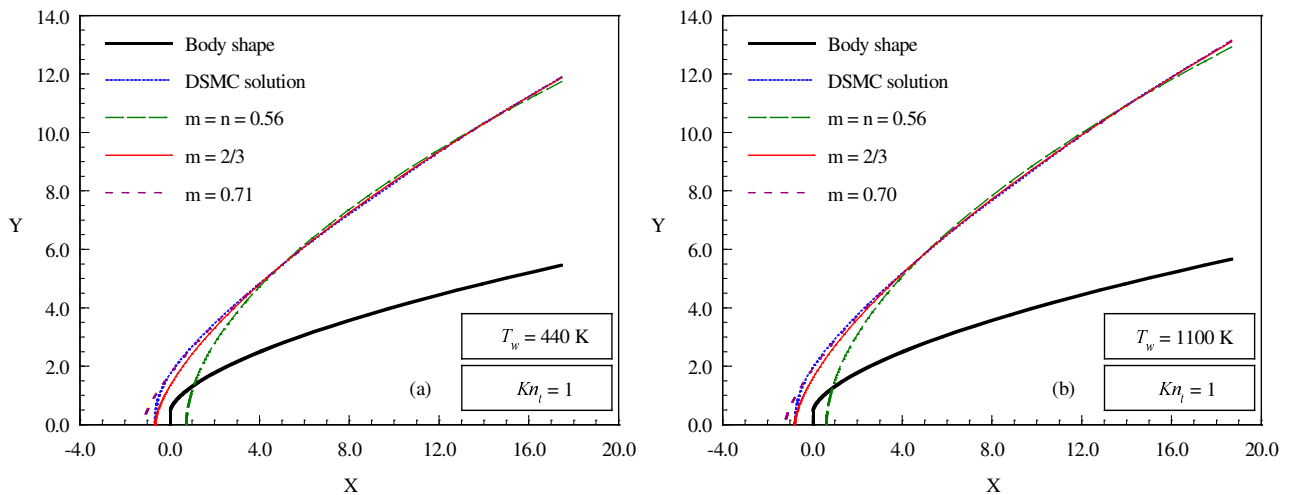 14.0
12.0
10.0
8.0
6.0
4.0
2.0
0.0
Y
-4.0 0.0 4.0 8.0 12.0 16.0 20.0
X
Body shape
DSMC solution
m = n = 0.56
m = 2/3
m = 0.71
T_w = 440 K
(a)
Kn_t = 1
14.0
12.0
10.0
8.0
6.0
4.0
2.0
0.0
Y
-4.0 0.0 4.0 8.0 12.0 16.0 20.0
X
Body shape
DSMC solution
m = n = 0.56
m = 2/3
m = 0.70
T_w = 1100 K
(b)
Kn_t = 1